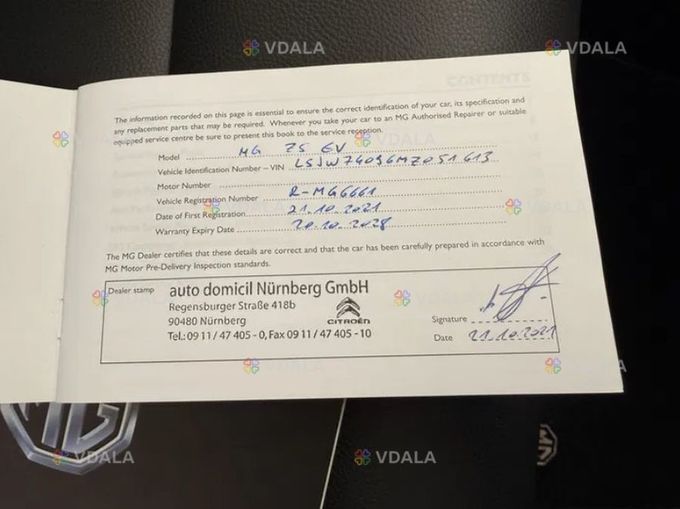 VDALA VDALA
CONTENTS
The information recorded on this page is essential to ensure the correct identification of your car, its specification and
any replacement parts that may be required. Whenever you take your car to an MG Authorised Repairer or suitable
equipped service centre be sure to present this book to the service reception.
Model MG ZS EV
Vehicle Identification Number – VIN LSJW74096MZ051613
Motor Number
Vehicle Registration Number R-MG6661
Date of First Registration 21.10.2021
Warranty Expiry Date 20.10.2028
The MG Dealer certifies that these details are correct and that the car has been carefully prepared in accordance with
MG Motor Pre-Delivery Inspection standards.
Dealer stamp auto domicil Nürnberg GmbH
Regensburger Straße 418b
90480 Nürnberg CITROËN
Tel.: 09 11 / 47 405 - 0, Fax 09 11 / 47 405 - 10
Signature
Date 21.10.2021
MG
VDALA VDALA